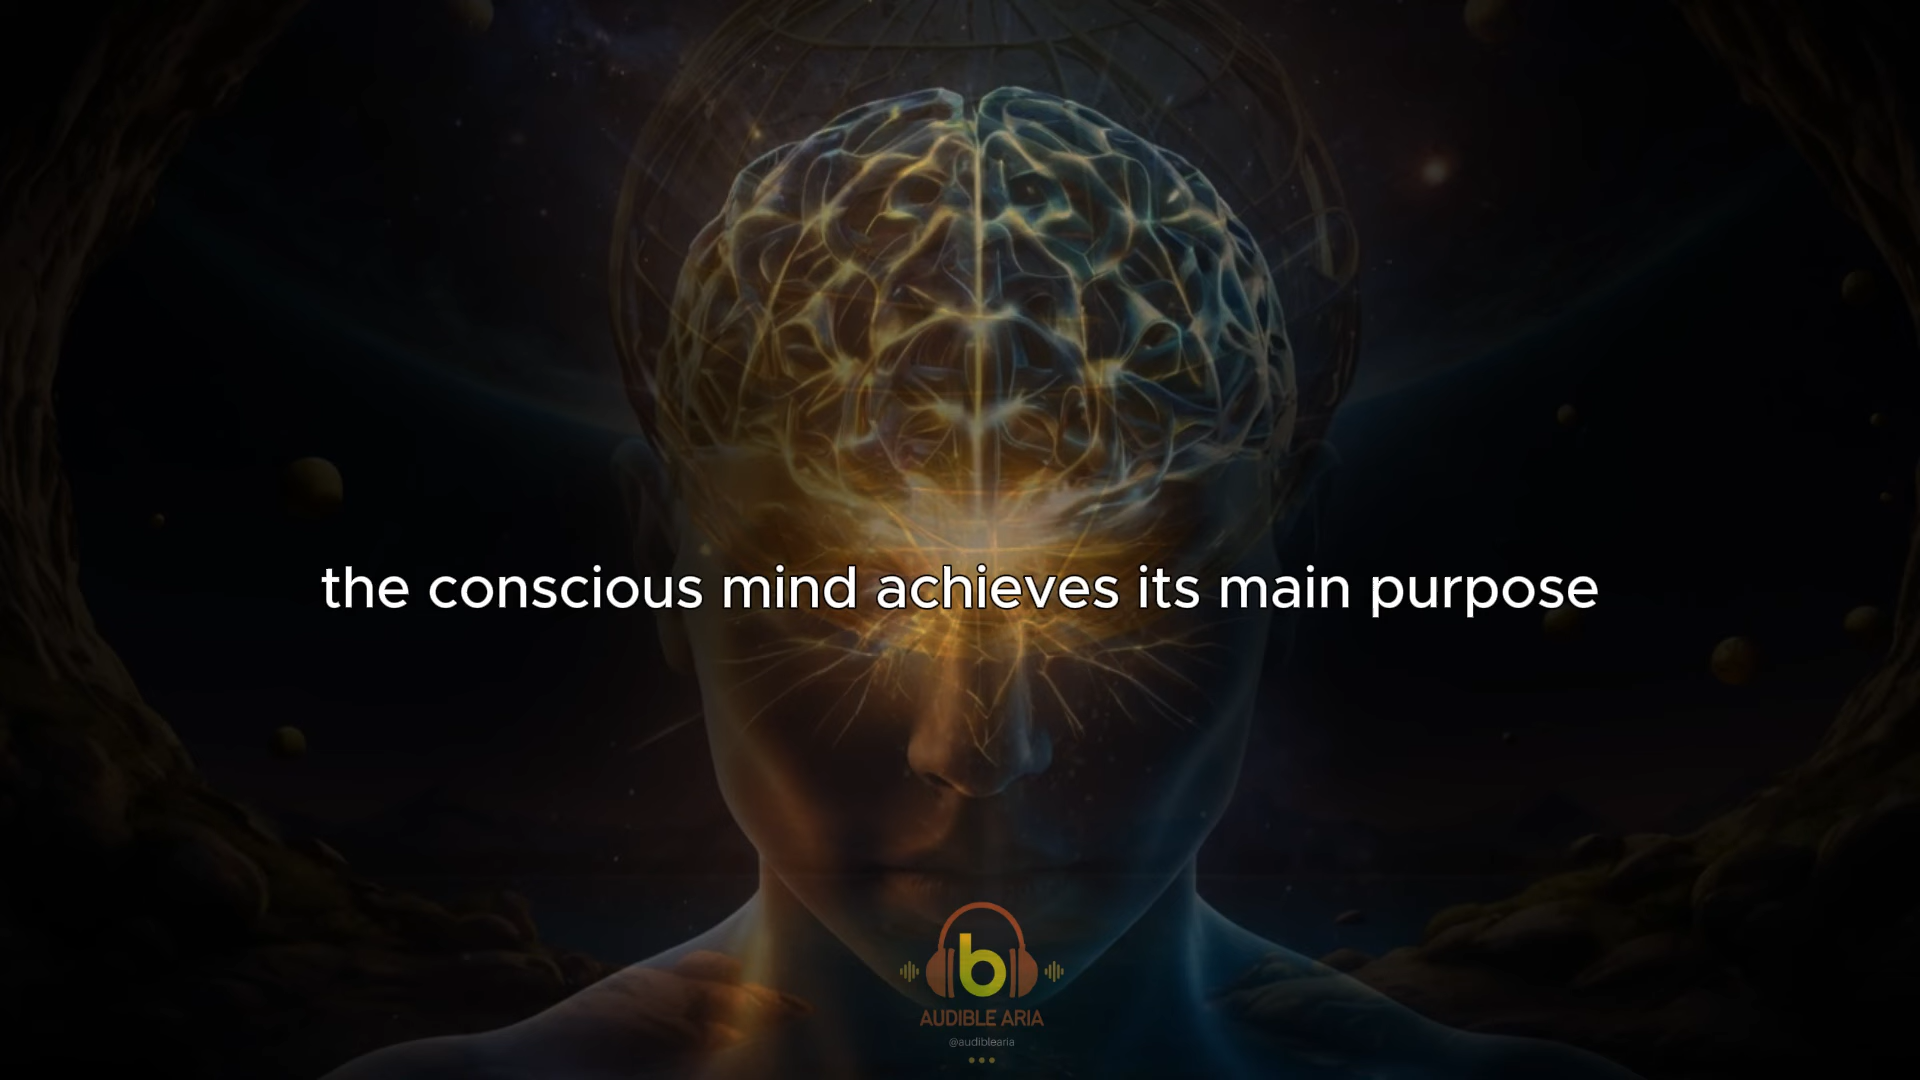 the conscious mind achieves its main purpose
b
AUDIBLE ARIA
@audiblearia